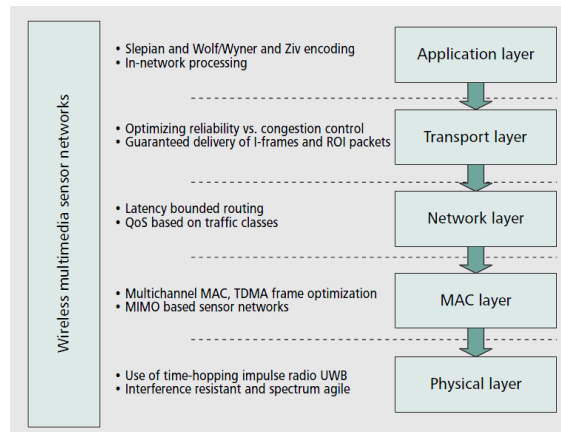 Wireless multimedia sensor networks
• Slepian and Wolf/Wyner and Ziv encoding
• In-network processing
Application layer
• Optimizing reliability vs. congestion control
• Guaranteed delivery of I-frames and ROI packets
Transport layer
• Latency bounded routing
• QoS based on traffic classes
Network layer
• Multichannel MAC, TDMA frame optimization
• MIMO based sensor networks
MAC layer
• Use of time-hopping impulse radio UWB
• Interference resistant and spectrum agile
Physical layer